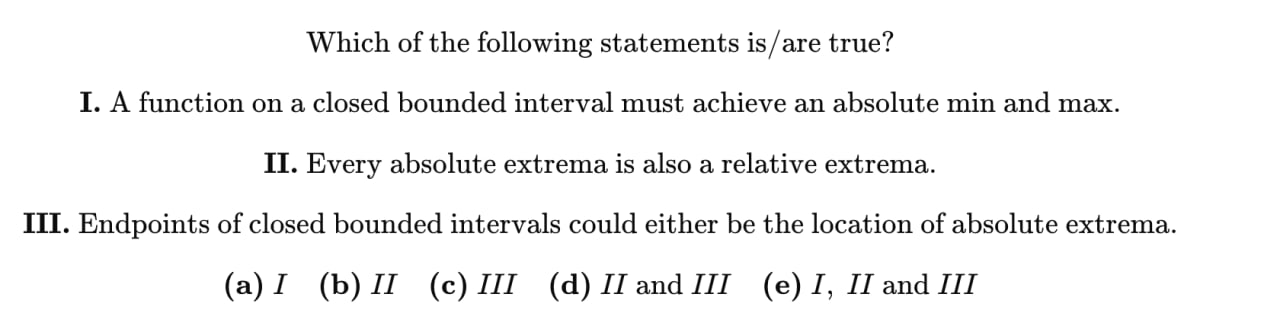 Which of the following statements is/are true?
I. A function on a closed bounded interval must achieve an absolute min and max.
II. Every absolute extrema is also a relative extrema.
III. Endpoints of closed bounded intervals could either be the location of absolute extrema.
(a) I (b) II (c) III (d) II and III (e) I, II and III